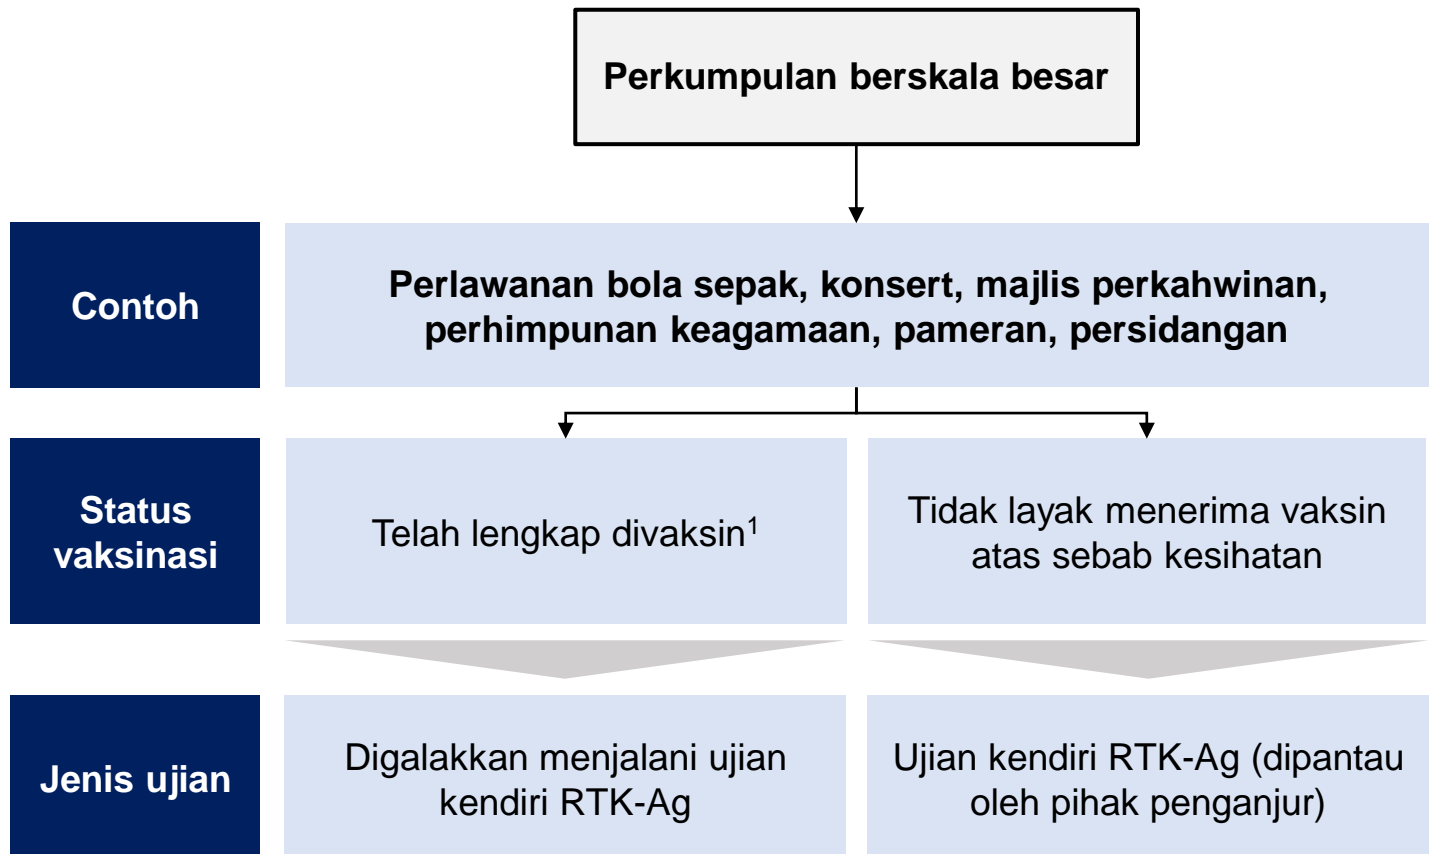 Perkumpulan berskala besar
Contoh
Perlawanan bola sepak, konsert, majlis perkahwinan,
perhimpunan keagamaan, pameran, persidangan
Status
vaksinasi
Telah lengkap divaksin¹
Tidak layak menerima vaksin
atas sebab kesihatan
Jenis ujian
Digalakkan menjalani ujian
kendiri RTK-Ag
Ujian kendiri RTK-Ag (dipantau
oleh pihak penganjur)